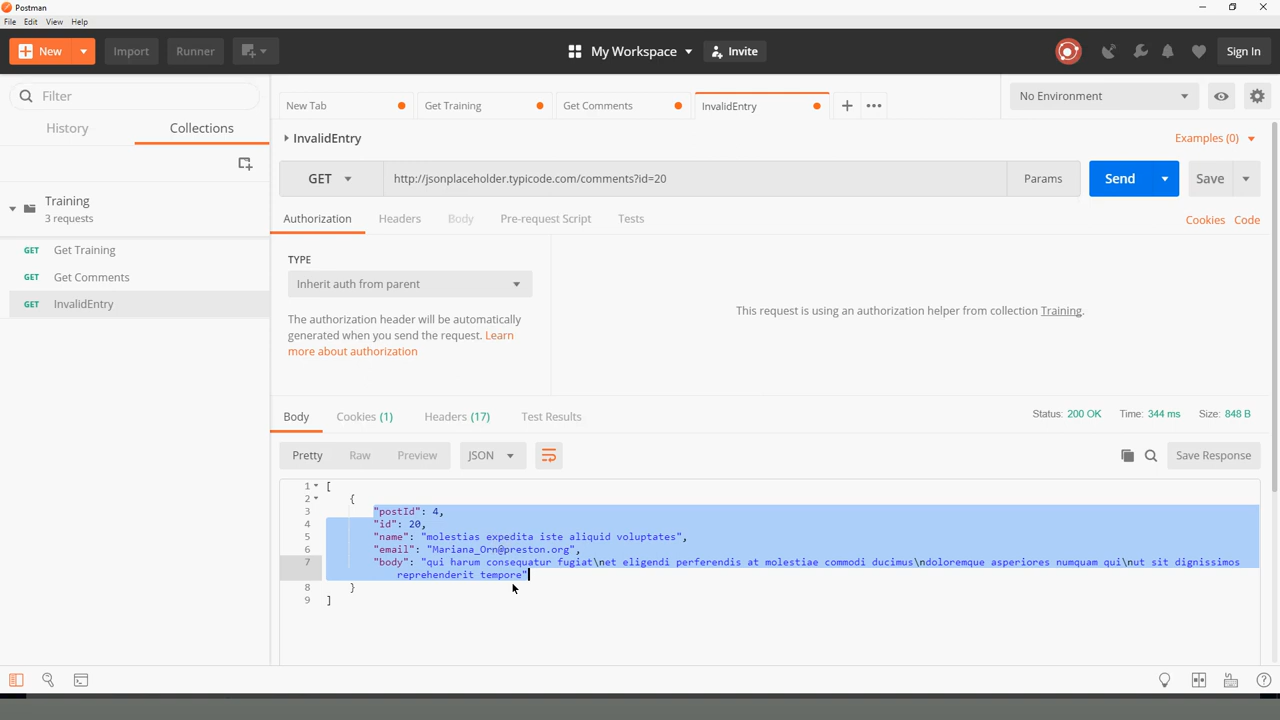 Postman
File Edit View Help
New Import Runner My Workspace Invite Sign In
Filter
History Collections
Training
3 requests
GET Get Training
GET Get Comments
GET InvalidEntry
New Tab Get Training Get Comments InvalidEntry No Environment
InvalidEntry Examples (0)
GET http://jsonplaceholder.typicode.com/comments?id=20 Params Send Save
Authorization Headers Body Pre-request Script Tests Cookies Code
TYPE
Inherit auth from parent
The authorization header will be automatically
generated when you send the request. Learn
more about authorization
This request is using an authorization helper from collection Training.
Body Cookies (1) Headers (17) Test Results Status: 200 OK Time: 344 ms Size: 848 B
Pretty Raw Preview JSON Save Response
1 [
2 {
3 "postId": 4,
4 "id": 20,
5 "name": "molestias expedita iste aliquid voluptates",
6 "email": "Mariana_Orn@preston.org",
7 "body": "qui harum consequatur fugiat\net eligendi perferendis at molestiae commodi ducimus\ndoloremque asperiores numquam qui\nut sit dignissimos
reprehenderit tempore"
8 }
9 ]